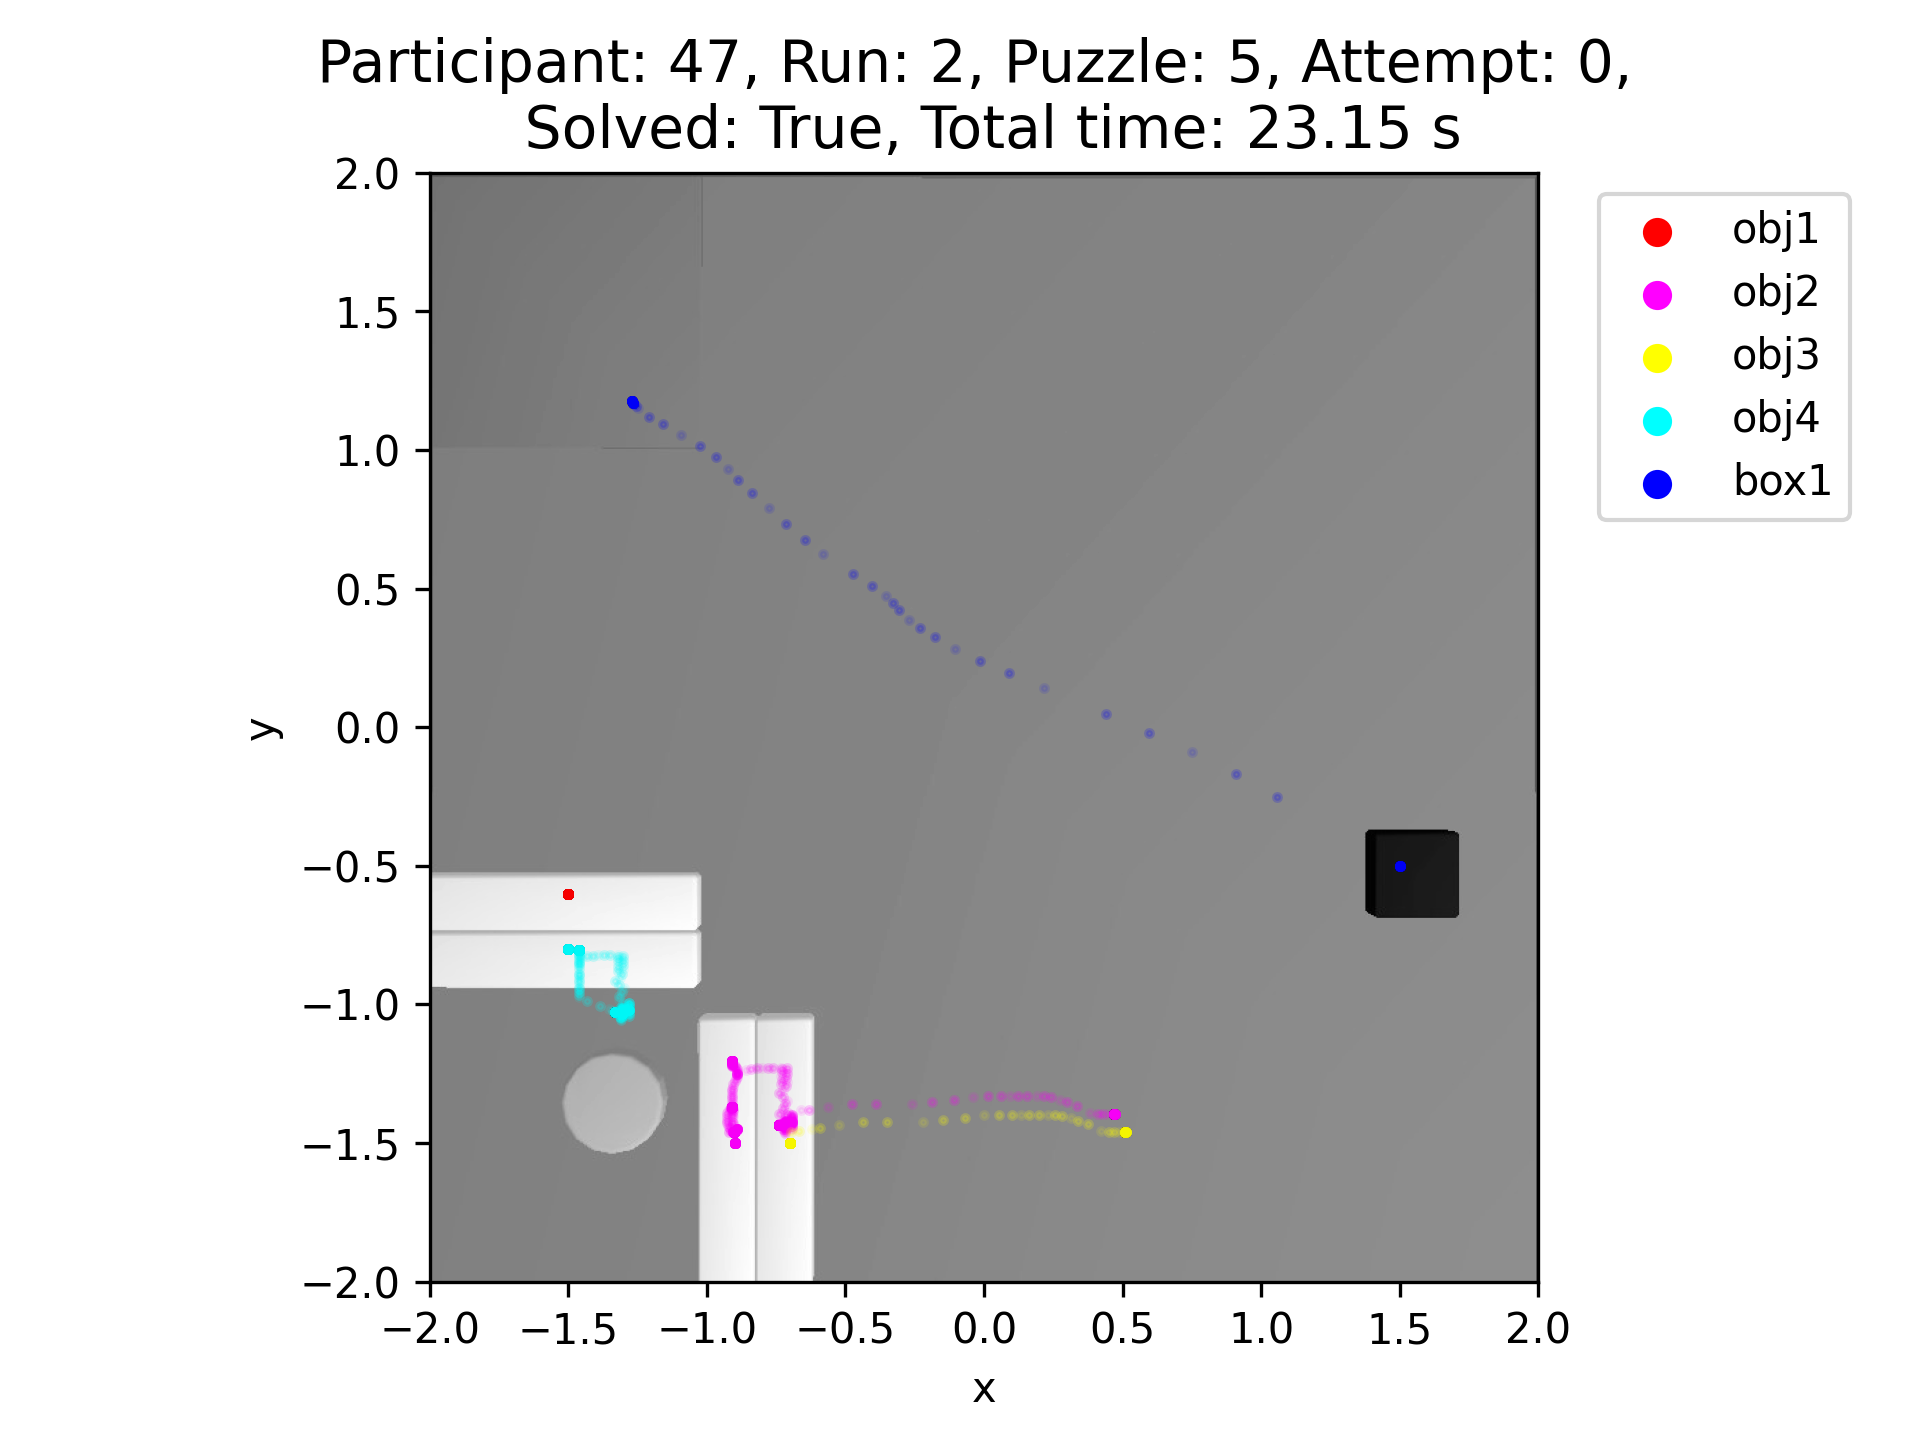 Participant: 47, Run: 2, Puzzle: 5, Attempt: 0,
Solved: True, Total time: 23.15 s
2.0
1.5
1.0
0.5
0.0
−0.5
−1.0
−1.5
−2.0
y
−2.0 −1.5 −1.0 −0.5 0.0 0.5 1.0 1.5 2.0
x
obj1
obj2
obj3
obj4
box1